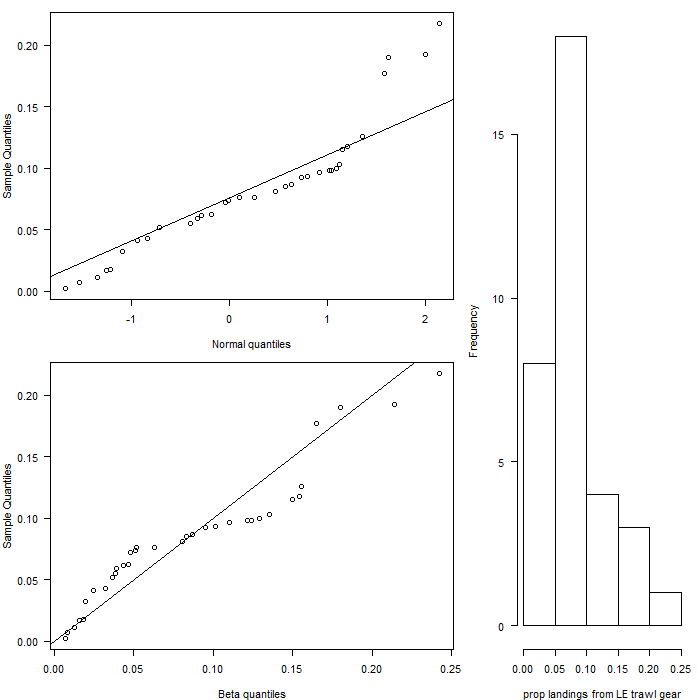 0.20
0.15
0.10
0.05
0.00
Sample Quantiles
-1 0 1 2
Normal quantiles
0.20
0.15
0.10
0.05
0.00
Sample Quantiles
0.00 0.05 0.10 0.15 0.20 0.25
Beta quantiles
15
10
5
0
Frequency
0.00 0.05 0.10 0.15 0.20 0.25
prop landings from LE trawl gear